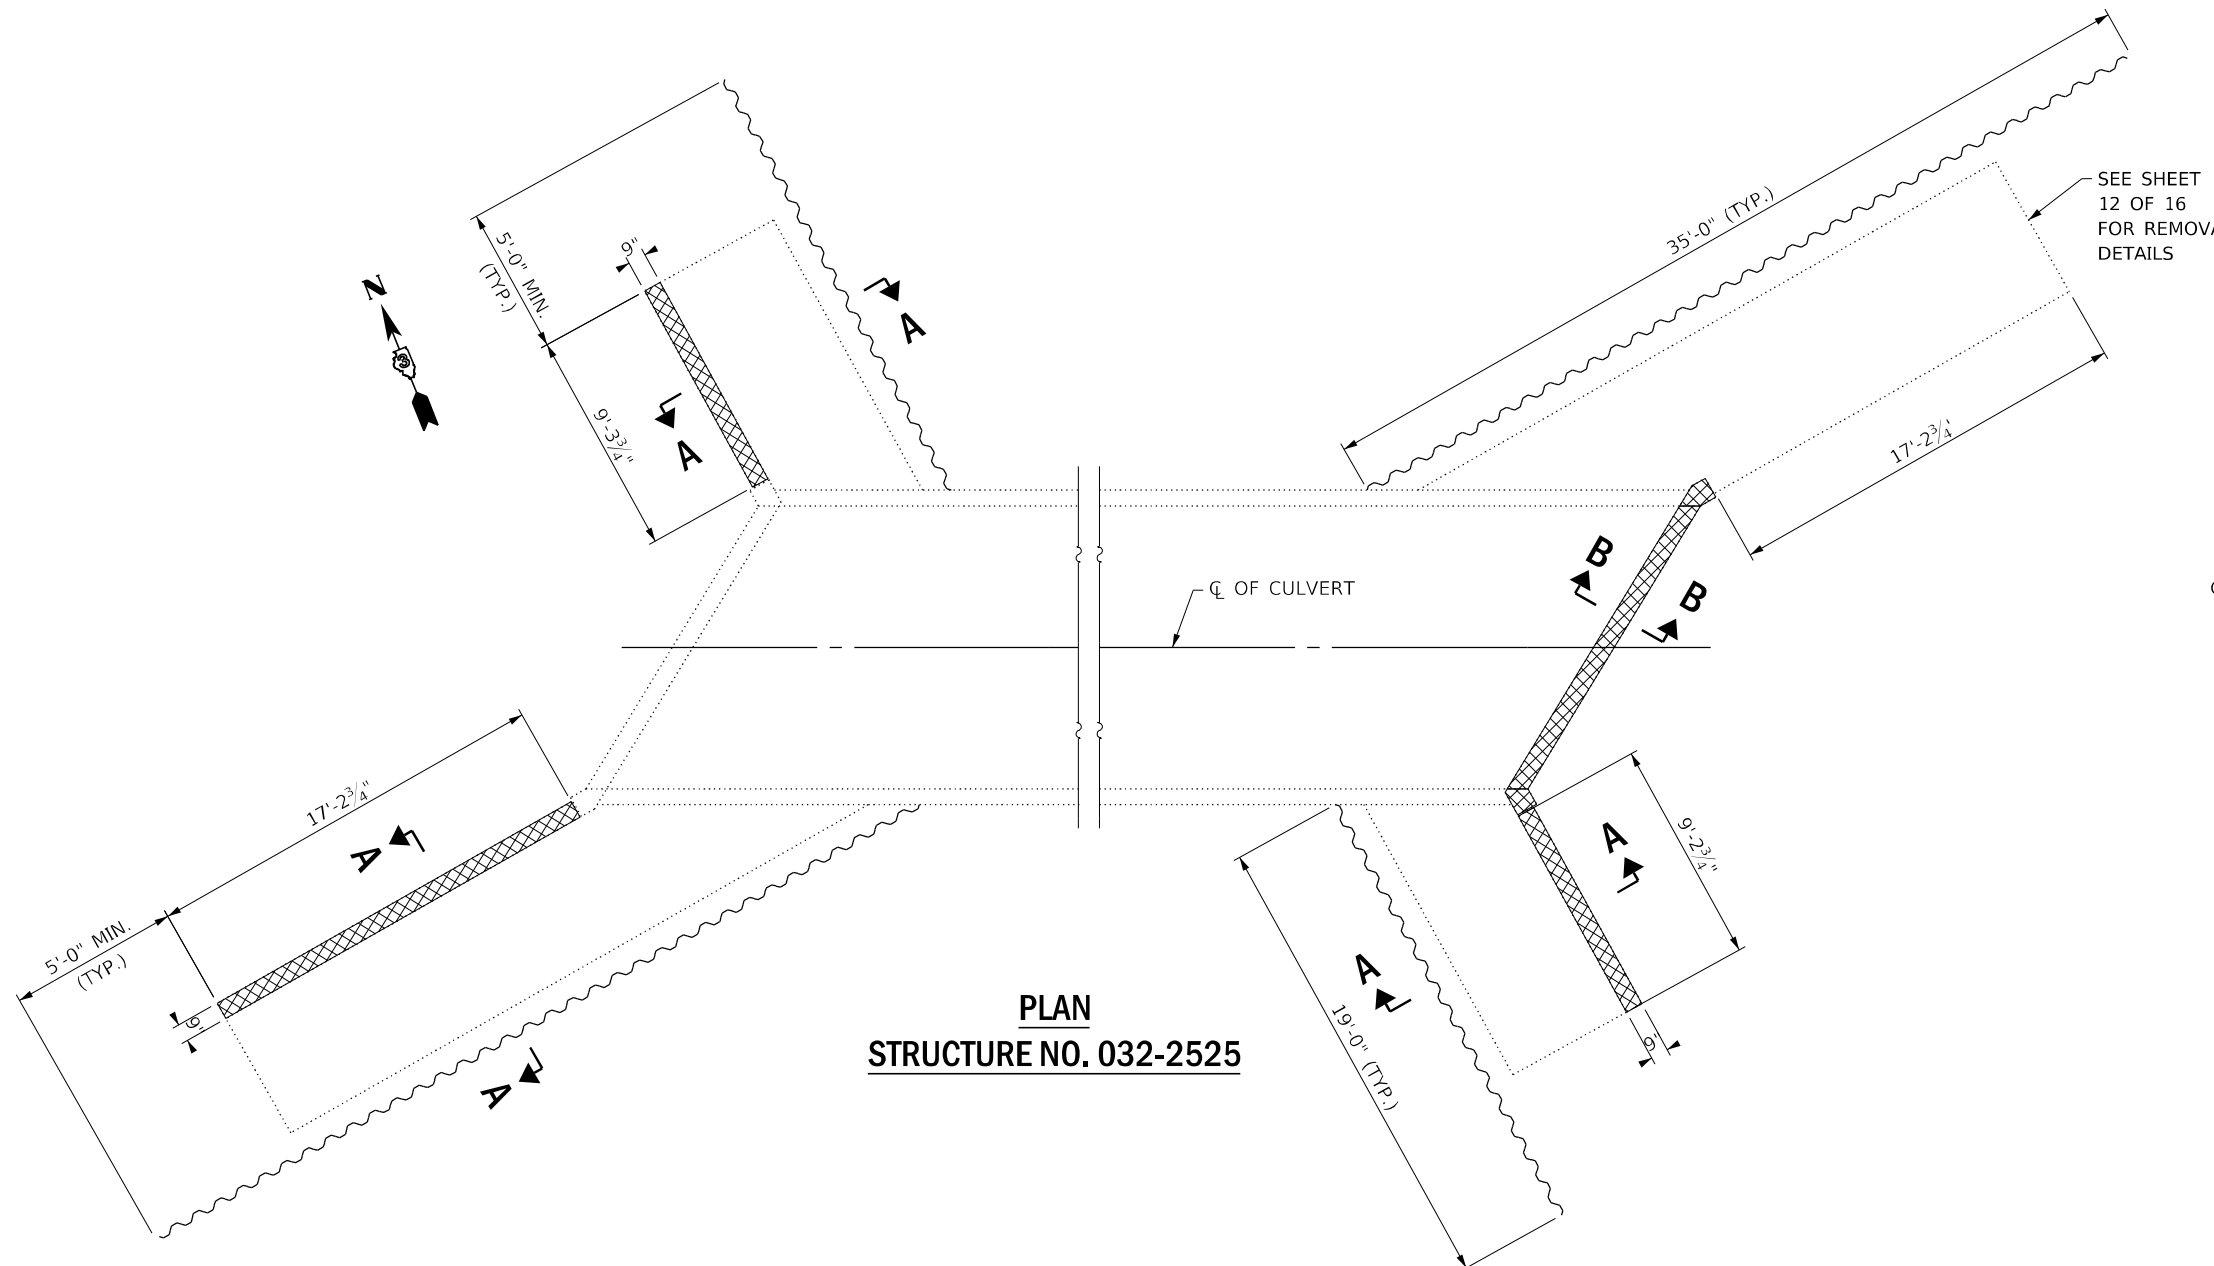 35'-0" (TYP.)
SEE SHEET
12 OF 16
FOR REMOVA
DETAILS
5'-0" MIN.
(TYP.)
9"
N
3
A
9'-3¾"
A
17'-2¾"
B
B
℄ OF CULVERT
17'-2¾"
A
A
9'-2¾"
5'-0" MIN.
(TYP.)
9"
A
19'-0" (TYP.)
A
9"
PLAN
STRUCTURE NO. 032-2525